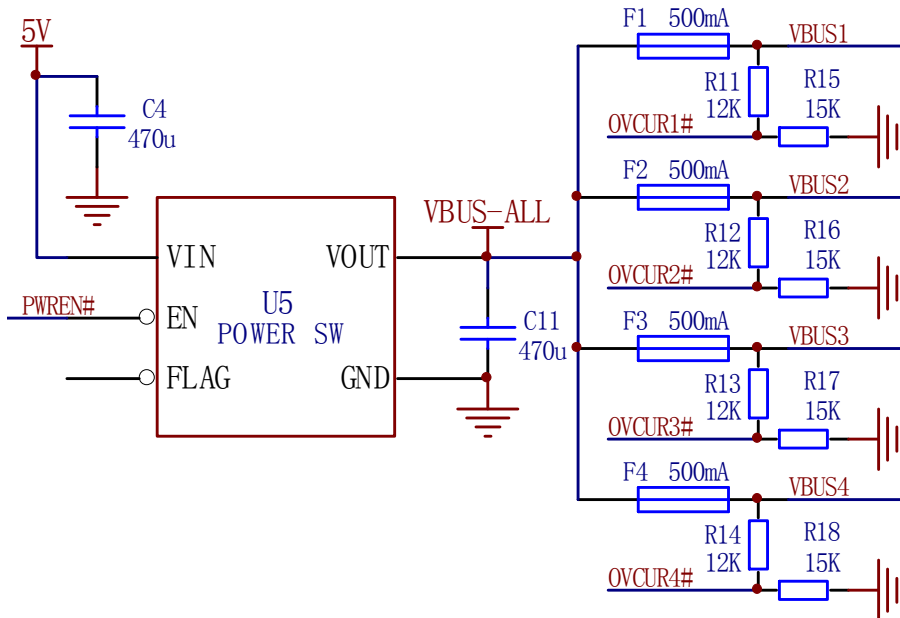 5V
C4
470u
VIN
VOUT
PWREN#
EN
U5
POWER SW
FLAG
GND
VBUS-ALL
C11
470u
F1 500mA
VBUS1
R11
12K
R15
15K
OVCUR1#
F2 500mA
VBUS2
R12
12K
R16
15K
OVCUR2#
F3 500mA
VBUS3
R13
12K
R17
15K
OVCUR3#
F4 500mA
VBUS4
R14
12K
R18
15K
OVCUR4#